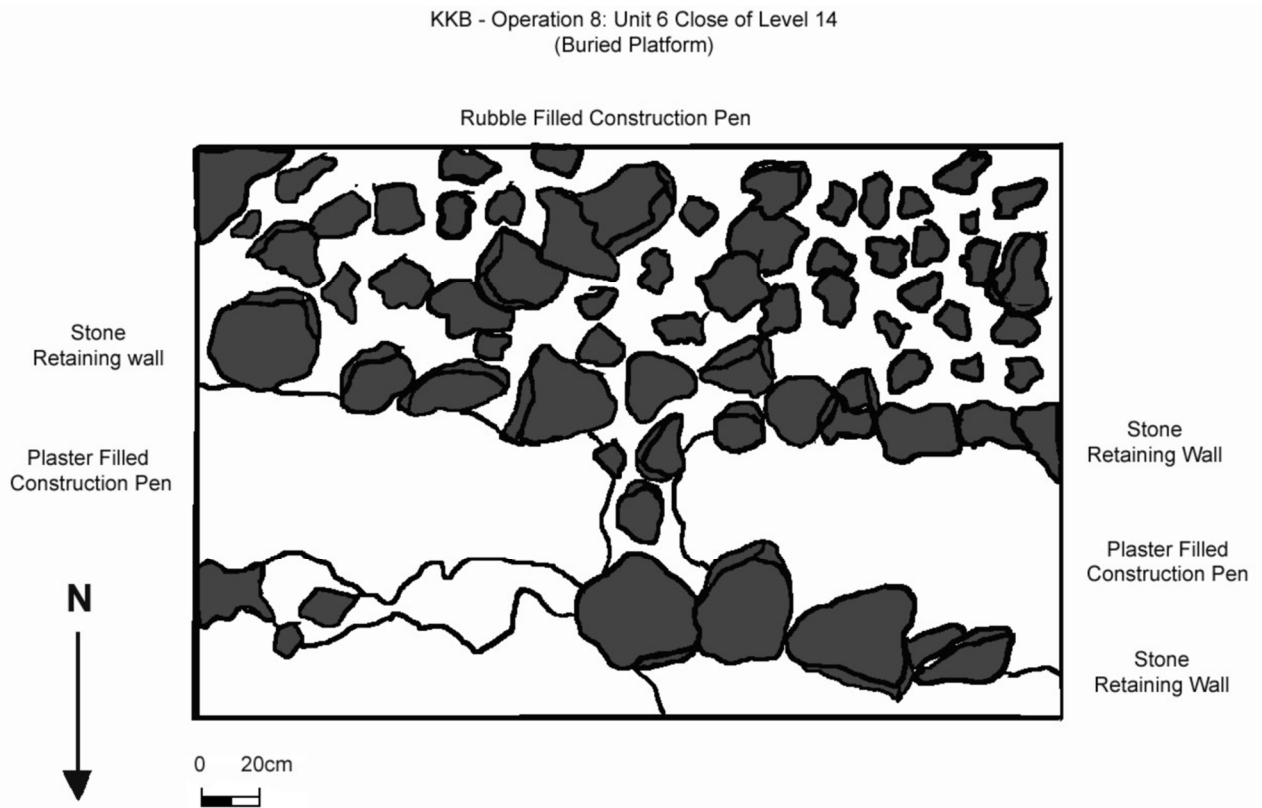 KKB - Operation 8: Unit 6 Close of Level 14
(Buried Platform)
Rubble Filled Construction Pen
Stone
Retaining wall
Plaster Filled
Construction Pen
Stone
Retaining Wall
Plaster Filled
Construction Pen
Stone
Retaining Wall
N
0 20cm